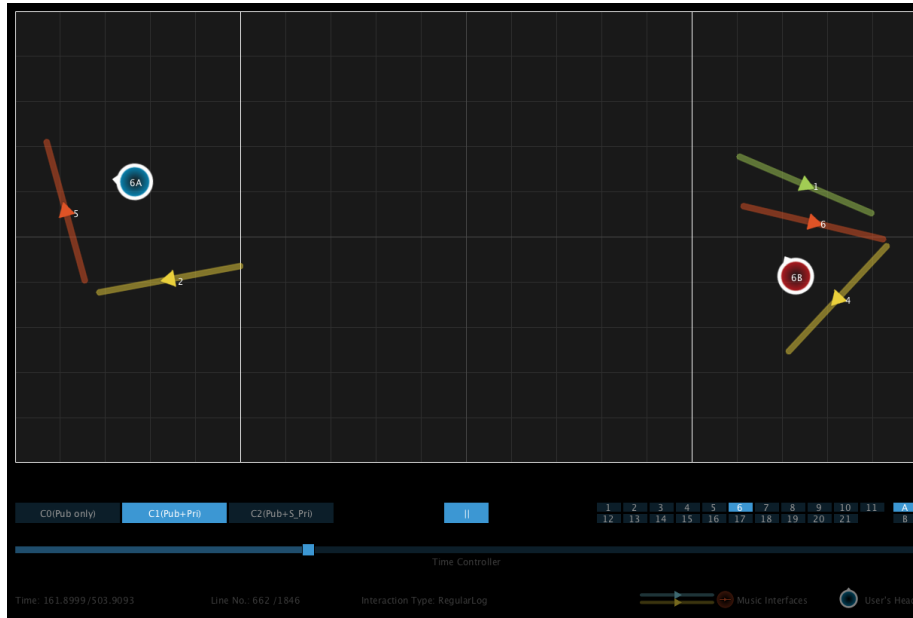 6A
1
5
6
6B
2
4
C0(Pub only) C1(Pub+Pri) C2(Pub+S_Pri) || 1 2 3 4 5 6 7 8 9 10 11 A
12 13 14 15 16 17 18 19 20 21 B
Time Controller
Time: 161.8999/503.9093 Line No.: 662 /1846 Interaction Type: RegularLog Music Interfaces User's Hea